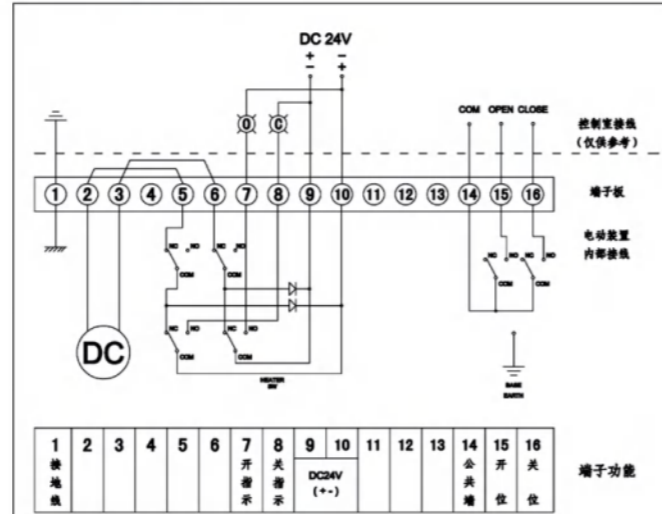 DC 24V
+ -
- +
O C
COM OPEN CLOSE
控制室接线
(仅供参考)
1 2 3 4 5 6 7 8 9 10 11 12 13 14 15 16
端子板
电动装置
内部接线
NC NO NC NO
COM COM
NC NO NC NO
COM COM
NC NO NC NO
COM COM
DC
HEATER
5W
BASE
EARTH
1 2 3 4 5 6 7 8 9 10 11 12 13 14 15 16
接地线
开指示
关指示
DC24V
(+-)
公共端
开位
关位
端子功能